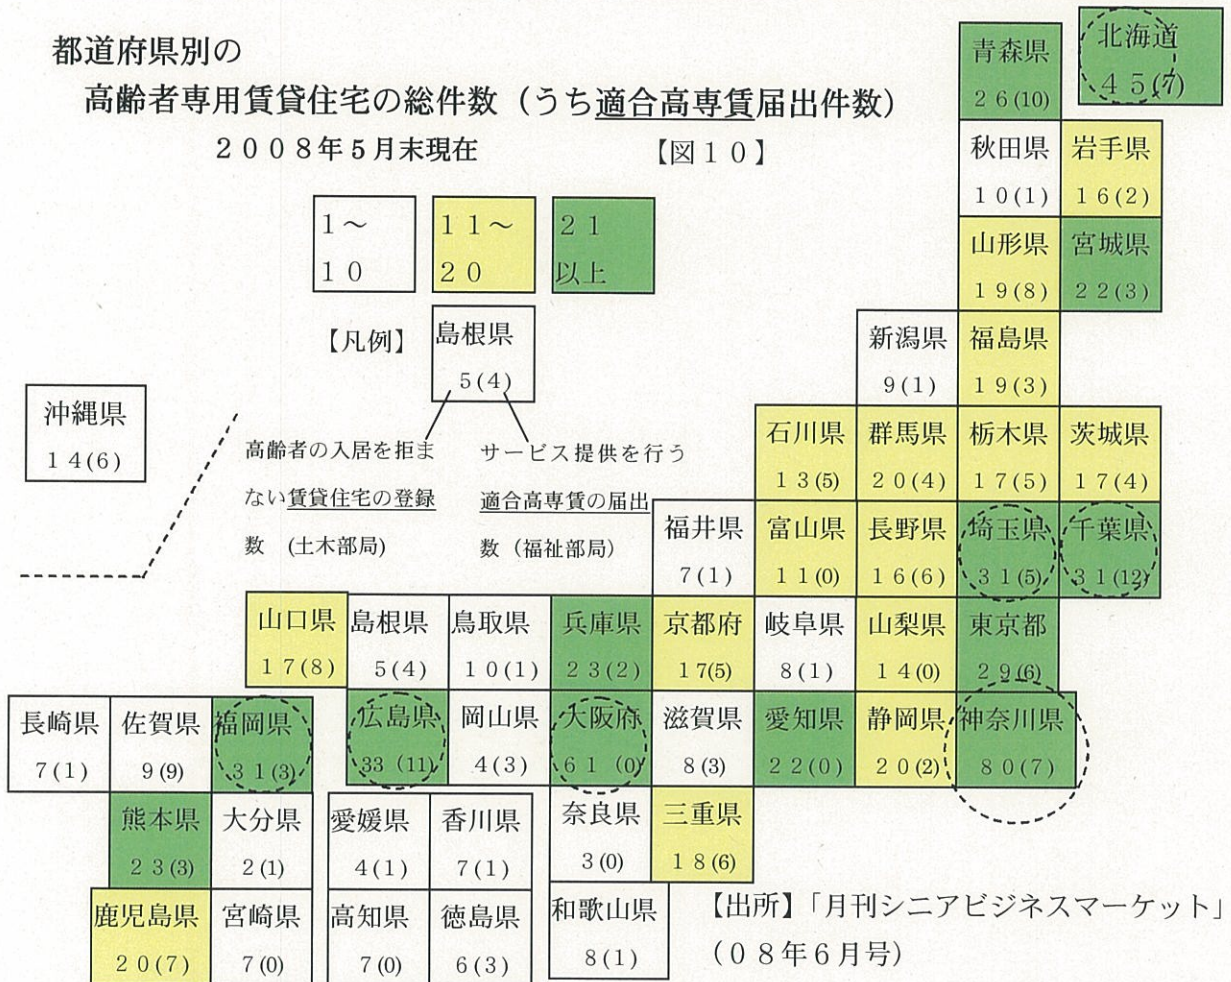 都道府県別の
高齢者専用賃貸住宅の総件数（うち適合高専賃届出件数）
２００８年５月末現在　【図１０】
青森県
２６(10)
北海道
４５(7)
秋田県
１０(1)
岩手県
１６(2)
山形県
１９(8)
宮城県
２２(3)
１～
１０
１１～
２０
２１
以上
【凡例】
島根県
5(4)
高齢者の入居を拒ま
ない賃貸住宅の登録
数　(土木部局)
サービス提供を行う
適合高専賃の届出
数（福祉部局）
沖縄県
１４(6)
新潟県
9(1)
福島県
１９(3)
石川県
１３(5)
群馬県
２０(4)
栃木県
１７(5)
茨城県
１７(4)
福井県
7(1)
富山県
１１(0)
長野県
１６(6)
埼玉県
３１(5)
千葉県
３１(12)
山口県
１７(8)
島根県
5(4)
鳥取県
１０(1)
兵庫県
２３(2)
京都府
１７(5)
岐阜県
8(1)
山梨県
１４(0)
東京都
２９(6)
長崎県
7(1)
佐賀県
9(9)
福岡県
３１(3)
広島県
33（11)
岡山県
4(3)
大阪府
６１（0)
滋賀県
8(3)
愛知県
２２(0)
静岡県
２０(2)
神奈川県
８０(7)
熊本県
２３(3)
大分県
2(1)
愛媛県
4(1)
香川県
7(1)
奈良県
3(0)
三重県
１８(6)
鹿児島県
２０(7)
宮崎県
7(0)
高知県
7(0)
徳島県
6(3)
和歌山県
8(1)
【出所】「月刊シニアビジネスマーケット」
（０８年６月号）